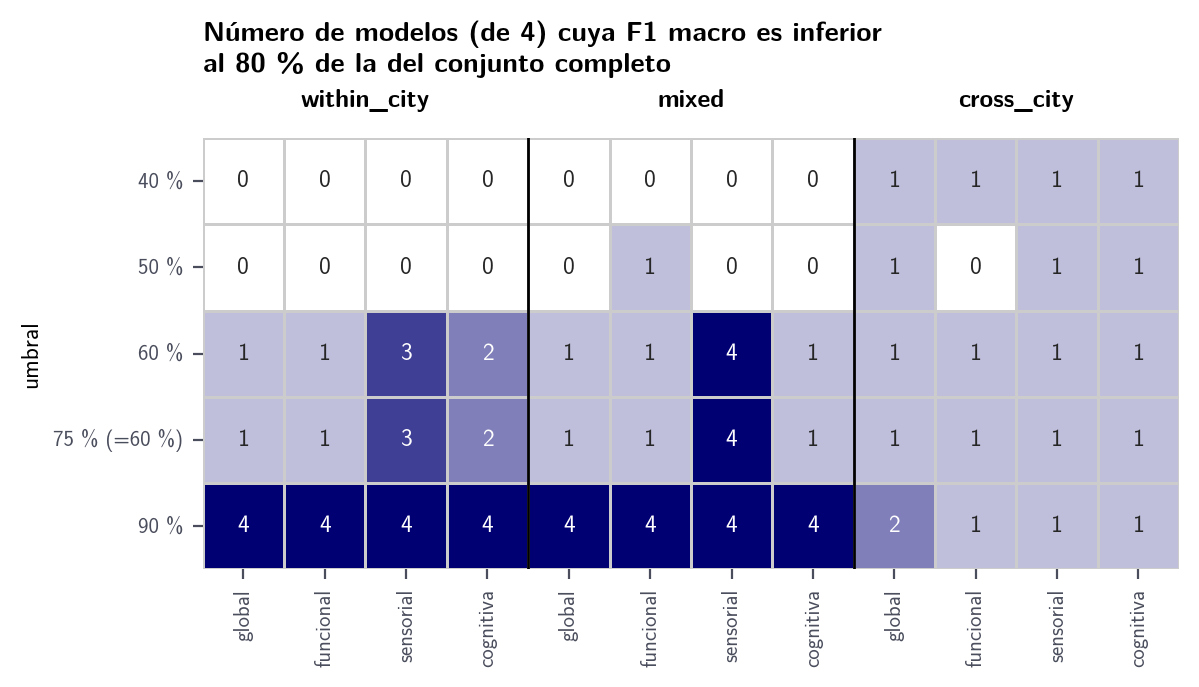 Número de modelos (de 4) cuya F1 macro es inferior
al 80 % de la del conjunto completo
within_city mixed cross_city
umbral
40 % 0 0 0 0 0 0 0 0 1 1 1 1
50 % 0 0 0 0 0 1 0 0 1 0 1 1
60 % 1 1 3 2 1 1 4 1 1 1 1 1
75 % (=60 %) 1 1 3 2 1 1 4 1 1 1 1 1
90 % 4 4 4 4 4 4 4 4 2 1 1 1
global funcional sensorial cognitiva global funcional sensorial cognitiva global funcional sensorial cognitiva